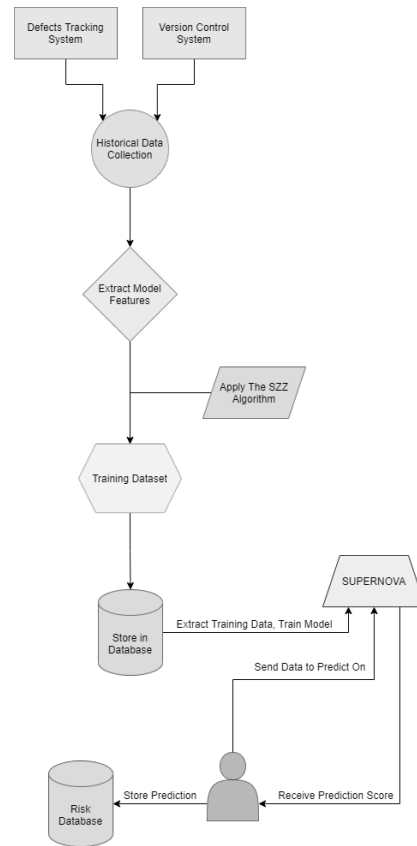 Defects Tracking
System
Version Control
System
Historical Data
Collection
Extract Model
Features
Apply The SZZ
Algorithm
Training Dataset
SUPERNOVA
Store in
Database
Extract Training Data, Train Model
Send Data to Predict On
Store Prediction
Receive Prediction Score
Risk
Database